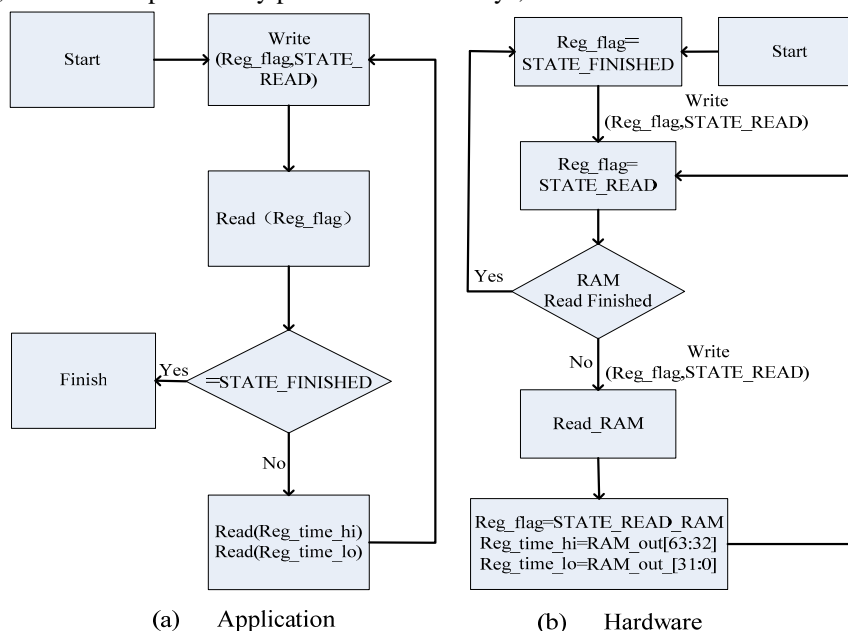 Start
Write
(Reg_flag,STATE_
READ)
Read（Reg_flag）
=STATE_FINISHED
Yes
Finish
No
Read(Reg_time_hi)
Read(Reg_time_lo)
(a) Application
Reg_flag=
STATE_FINISHED
Start
Write
(Reg_flag,STATE_READ)
Reg_flag=
STATE_READ
Yes
RAM
Read Finished
No
Write
(Reg_flag,STATE_READ)
Read_RAM
Reg_flag=STATE_READ_RAM
Reg_time_hi=RAM_out[63:32]
Reg_time_lo=RAM_out_[31:0]
(b) Hardware